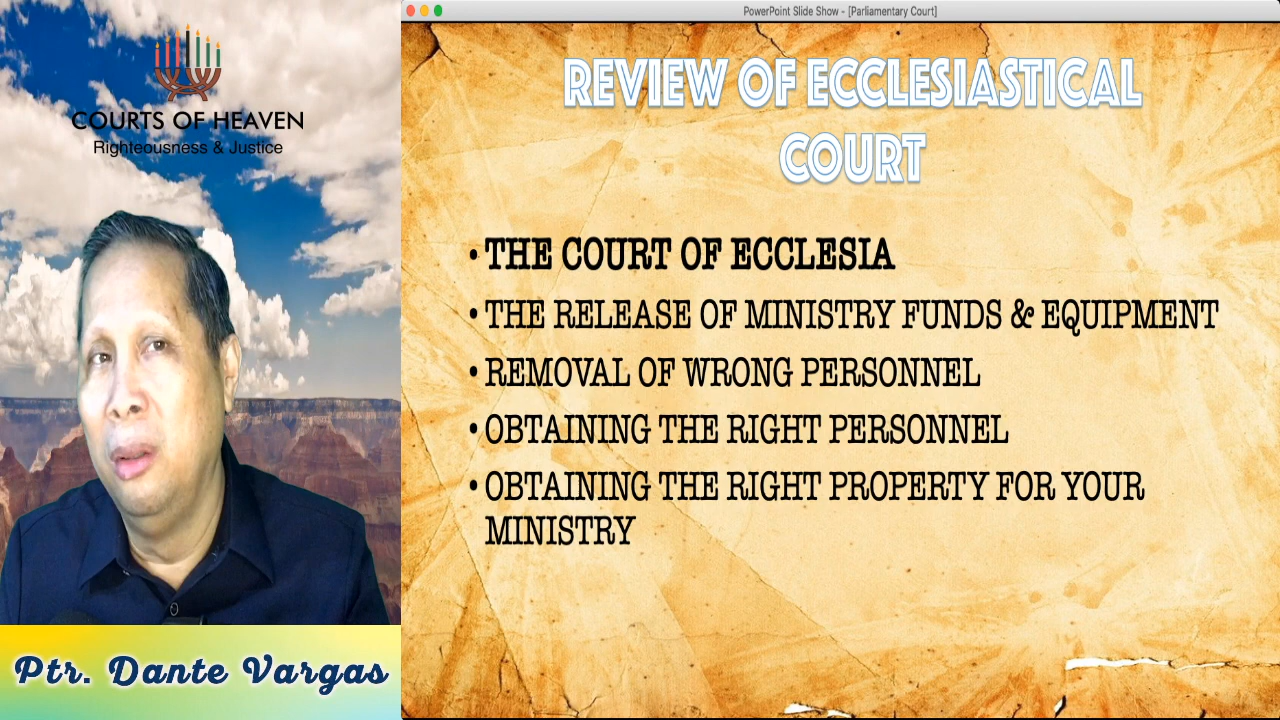 COURTS OF HEAVEN
Righteousness & Justice
Ptr. Dante Vargas
PowerPoint Slide Show - [Parliamentary Court]
REVIEW OF ECCLESIASTICAL
COURT
• THE COURT OF ECCLESIA
• THE RELEASE OF MINISTRY FUNDS & EQUIPMENT
• REMOVAL OF WRONG PERSONNEL
• OBTAINING THE RIGHT PERSONNEL
• OBTAINING THE RIGHT PROPERTY FOR YOUR
MINISTRY